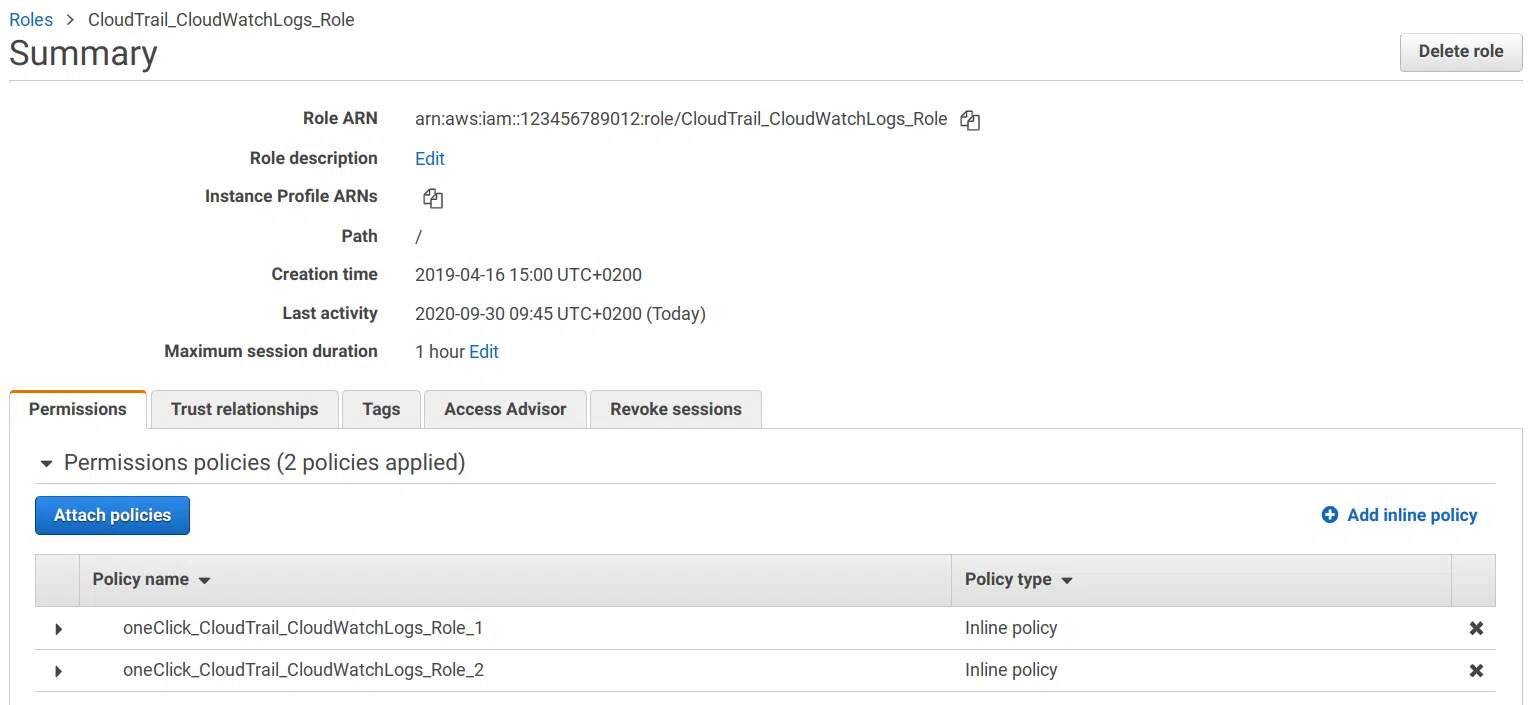 Roles > CloudTrail_CloudWatchLogs_Role
Summary
Delete role
Role ARN arn:aws:iam::123456789012:role/CloudTrail_CloudWatchLogs_Role
Role description Edit
Instance Profile ARNs
Path /
Creation time 2019-04-16 15:00 UTC+0200
Last activity 2020-09-30 09:45 UTC+0200 (Today)
Maximum session duration 1 hour Edit
Permissions Trust relationships Tags Access Advisor Revoke sessions
Permissions policies (2 policies applied)
Attach policies Add inline policy
Policy name Policy type
oneClick_CloudTrail_CloudWatchLogs_Role_1 Inline policy
oneClick_CloudTrail_CloudWatchLogs_Role_2 Inline policy